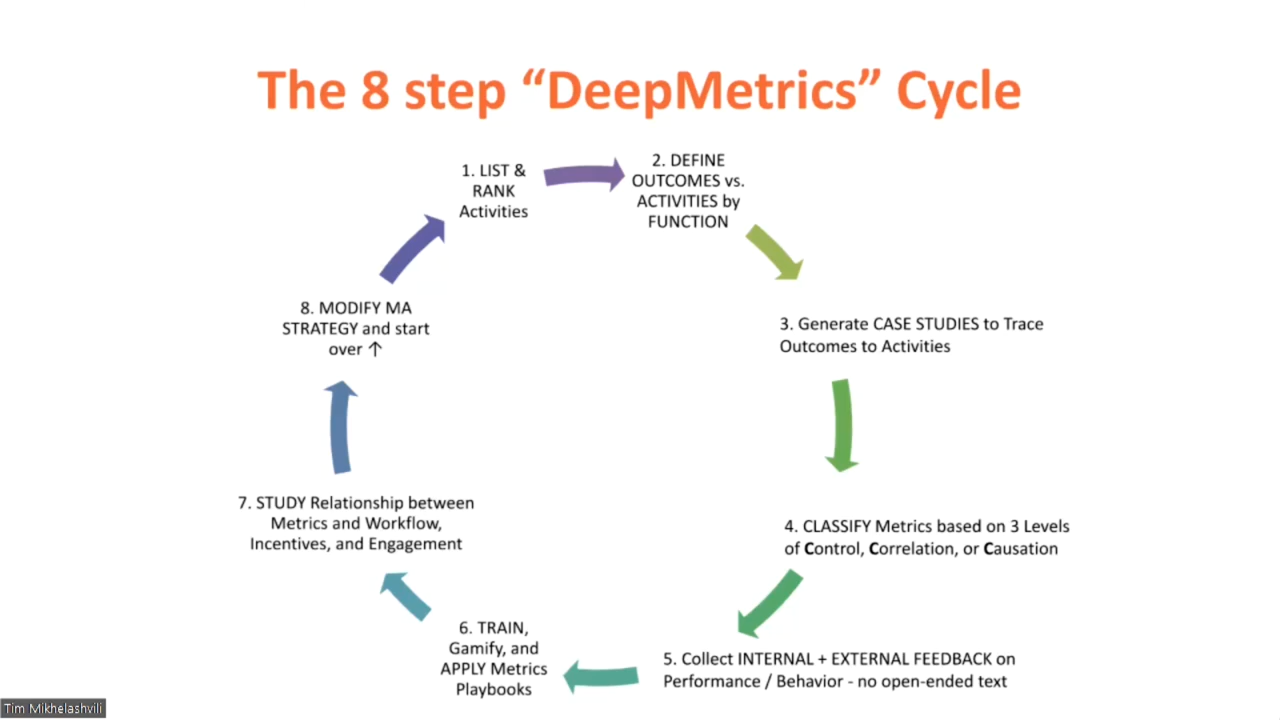 The 8 step “DeepMetrics” Cycle
1. LIST &
RANK
Activities
2. DEFINE
OUTCOMES vs.
ACTIVITIES by
FUNCTION
3. Generate CASE STUDIES to Trace
Outcomes to Activities
4. CLASSIFY Metrics based on 3 Levels
of Control, Correlation, or Causation
5. Collect INTERNAL + EXTERNAL FEEDBACK on
Performance / Behavior - no open-ended text
6. TRAIN,
Gamify, and
APPLY Metrics
Playbooks
7. STUDY Relationship between
Metrics and Workflow,
Incentives, and Engagement
8. MODIFY MA
STRATEGY and start
over ↑
Tim Mikhelashvili